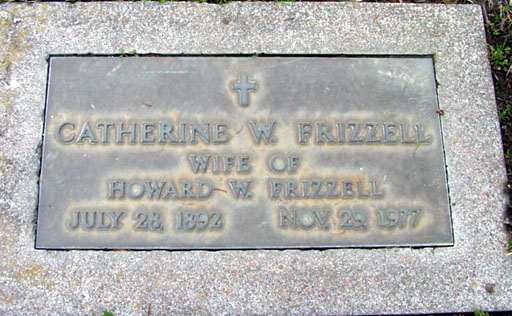 CATHERINE W. FRIZZELL
WIFE OF
HOWARD W. FRIZZELL
JULY 28, 1892 NOV. 29, 1977